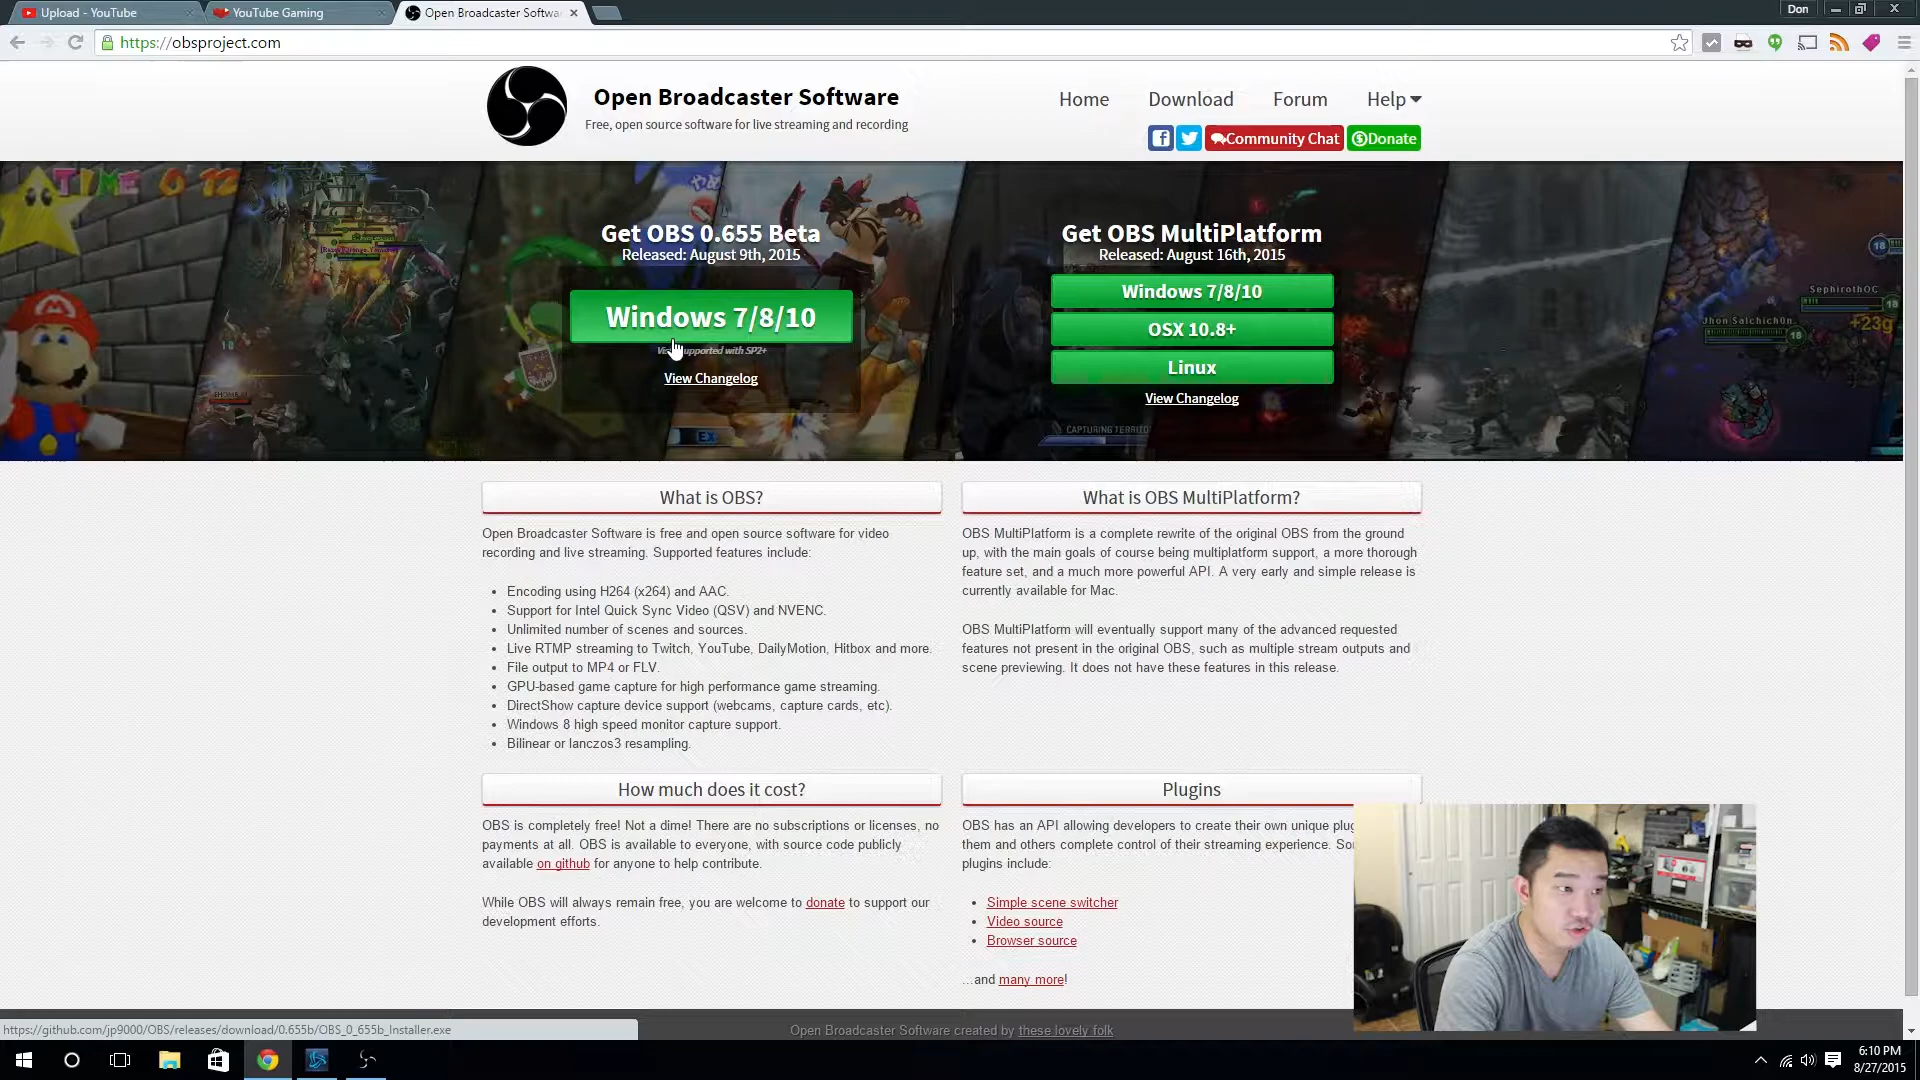 Upload - YouTube
YouTube Gaming
Open Broadcaster Softwa
Don
https://obsproject.com
Open Broadcaster Software
Free, open source software for live streaming and recording
Home
Download
Forum
Help
Community Chat
Donate
TIME 0 12
Get OBS 0.655 Beta
Released: August 9th, 2015
Windows 7/8/10
supported with SP2+
View Changelog
Get OBS MultiPlatform
Released: August 16th, 2015
Windows 7/8/10
OSX 10.8+
Linux
View Changelog
CAPTURING TERRITO
EX
18
SephirothOC
18
Jhon Salchich0n
18
+23g
What is OBS?
Open Broadcaster Software is free and open source software for video
recording and live streaming. Supported features include:
Encoding using H264 (x264) and AAC.
Support for Intel Quick Sync Video (QSV) and NVENC.
Unlimited number of scenes and sources.
Live RTMP streaming to Twitch, YouTube, DailyMotion, Hitbox and more.
File output to MP4 or FLV.
GPU-based game capture for high performance game streaming.
DirectShow capture device support (webcams, capture cards, etc).
Windows 8 high speed monitor capture support.
Bilinear or lanczos3 resampling.
What is OBS MultiPlatform?
OBS MultiPlatform is a complete rewrite of the original OBS from the ground
up, with the main goals of course being multiplatform support, a more thorough
feature set, and a much more powerful API. A very early and simple release is
currently available for Mac.
OBS MultiPlatform will eventually support many of the advanced requested
features not present in the original OBS, such as multiple stream outputs and
scene previewing. It does not have these features in this release.
How much does it cost?
OBS is completely free! Not a dime! There are no subscriptions or licenses, no
payments at all. OBS is available to everyone, with source code publicly
available on github for anyone to help contribute.
While OBS will always remain free, you are welcome to donate to support our
development efforts.
Plugins
OBS has an API allowing developers to create their own unique plug
them and others complete control of their streaming experience. So
plugins include:
Simple scene switcher
Video source
Browser source
...and many more!
Open Broadcaster Software created by these lovely folk
https://github.com/jp9000/OBS/releases/download/0.655b/OBS_0_655b_Installer.exe
6:10 PM
8/27/2015